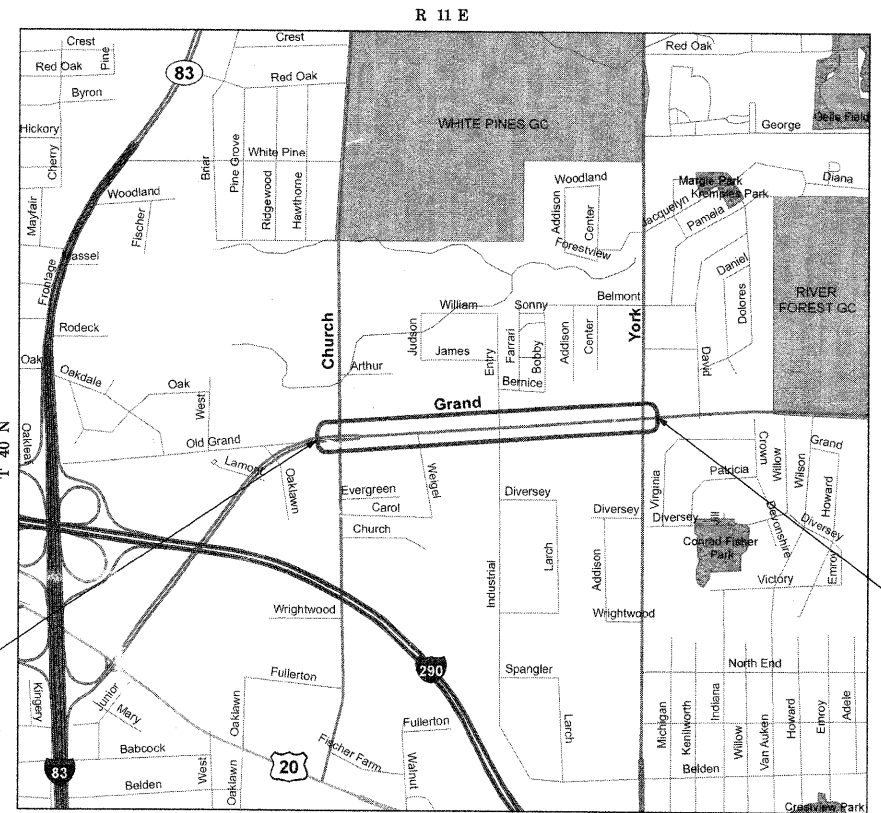 R 11 E
T 40 N
Crest
Pine
Red Oak
Byron
Hickory
Cherry
Mayfair
Woodland
Fischer
Frontage
Rodeck
Oak
Oakdale
Oak
West
83
Crest
Red Oak
Briar
Pine Grove
White Pine
Ridgewood
Hawthorne
WHITE PINES GC
Red Oak
George
Diana
Margie Park
Kremples Park
Jacquelyn
Pamela
Woodland
Addison
Center
Forestview
Daniel
Dolores
RIVER
FOREST GC
Belmont
York
David
Church
William
Sonny
Judson
James
Entry
Farrari
Bobby
Addison
Center
Bernice
Arthur
Grand
Old Grand
Oakleaf
Lamont
Oaklawn
Evergreen
Carol
Church
Weigel
Diversey
Industrial
Larch
Diversey
Addison
Wrightwood
Virginia
Patricia
Diversey
Crown
Willow
Wilson
Grand
Howard
Devonshire
Diversey
Emroy
Jill
Conrad Fisher
Park
Victory
Wrightwood
290
Spangler
Larch
Fullerton
Oaklawn
Fullerton
Fischer Farm
Walnut
20
Kingery
Junior
Mary
Babcock
West
Belden
Oaklawn
83
North End
Michigan
Kenilworth
Indiana
Willow
Van Auken
Howard
Emroy
Adele
Belden
Crestview Park